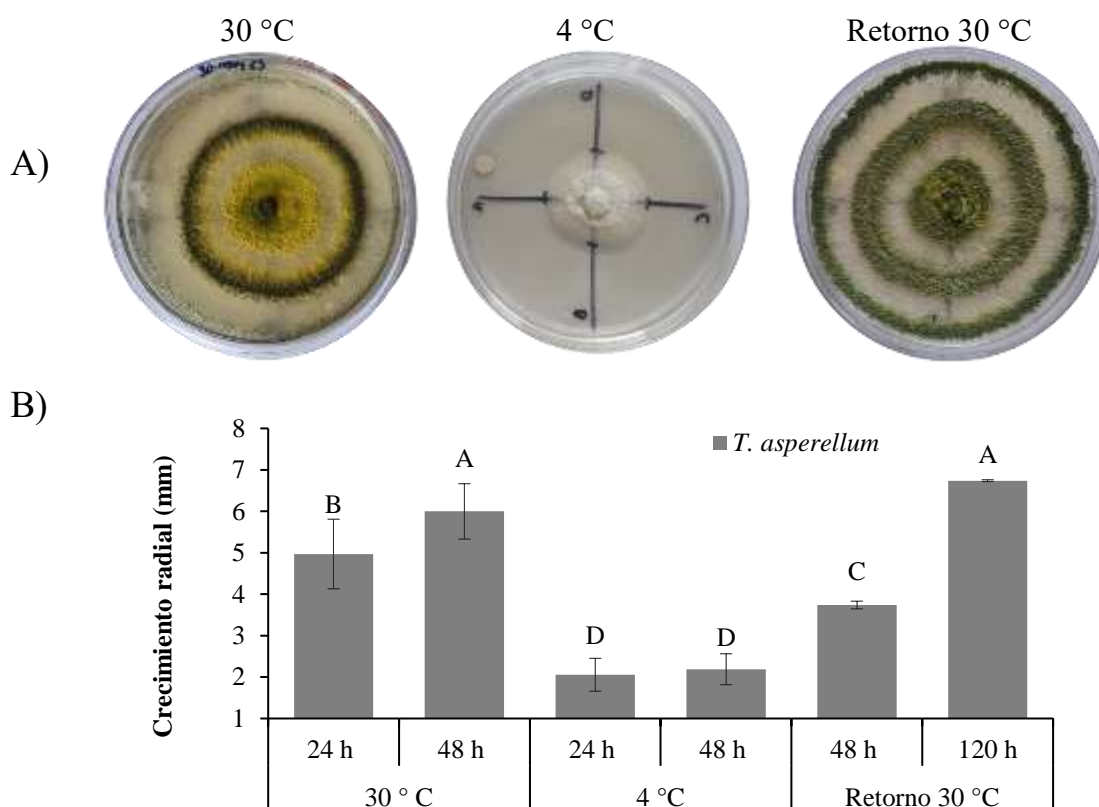 30 °C 4 °C Retorno 30 °C
A)
B)
8
7
6
5
4
3
2
1
Crecimiento radial (mm)
T. asperellum
B A D D C A
24 h 48 h 24 h 48 h 48 h 120 h
30 ° C 4 °C Retorno 30 °C